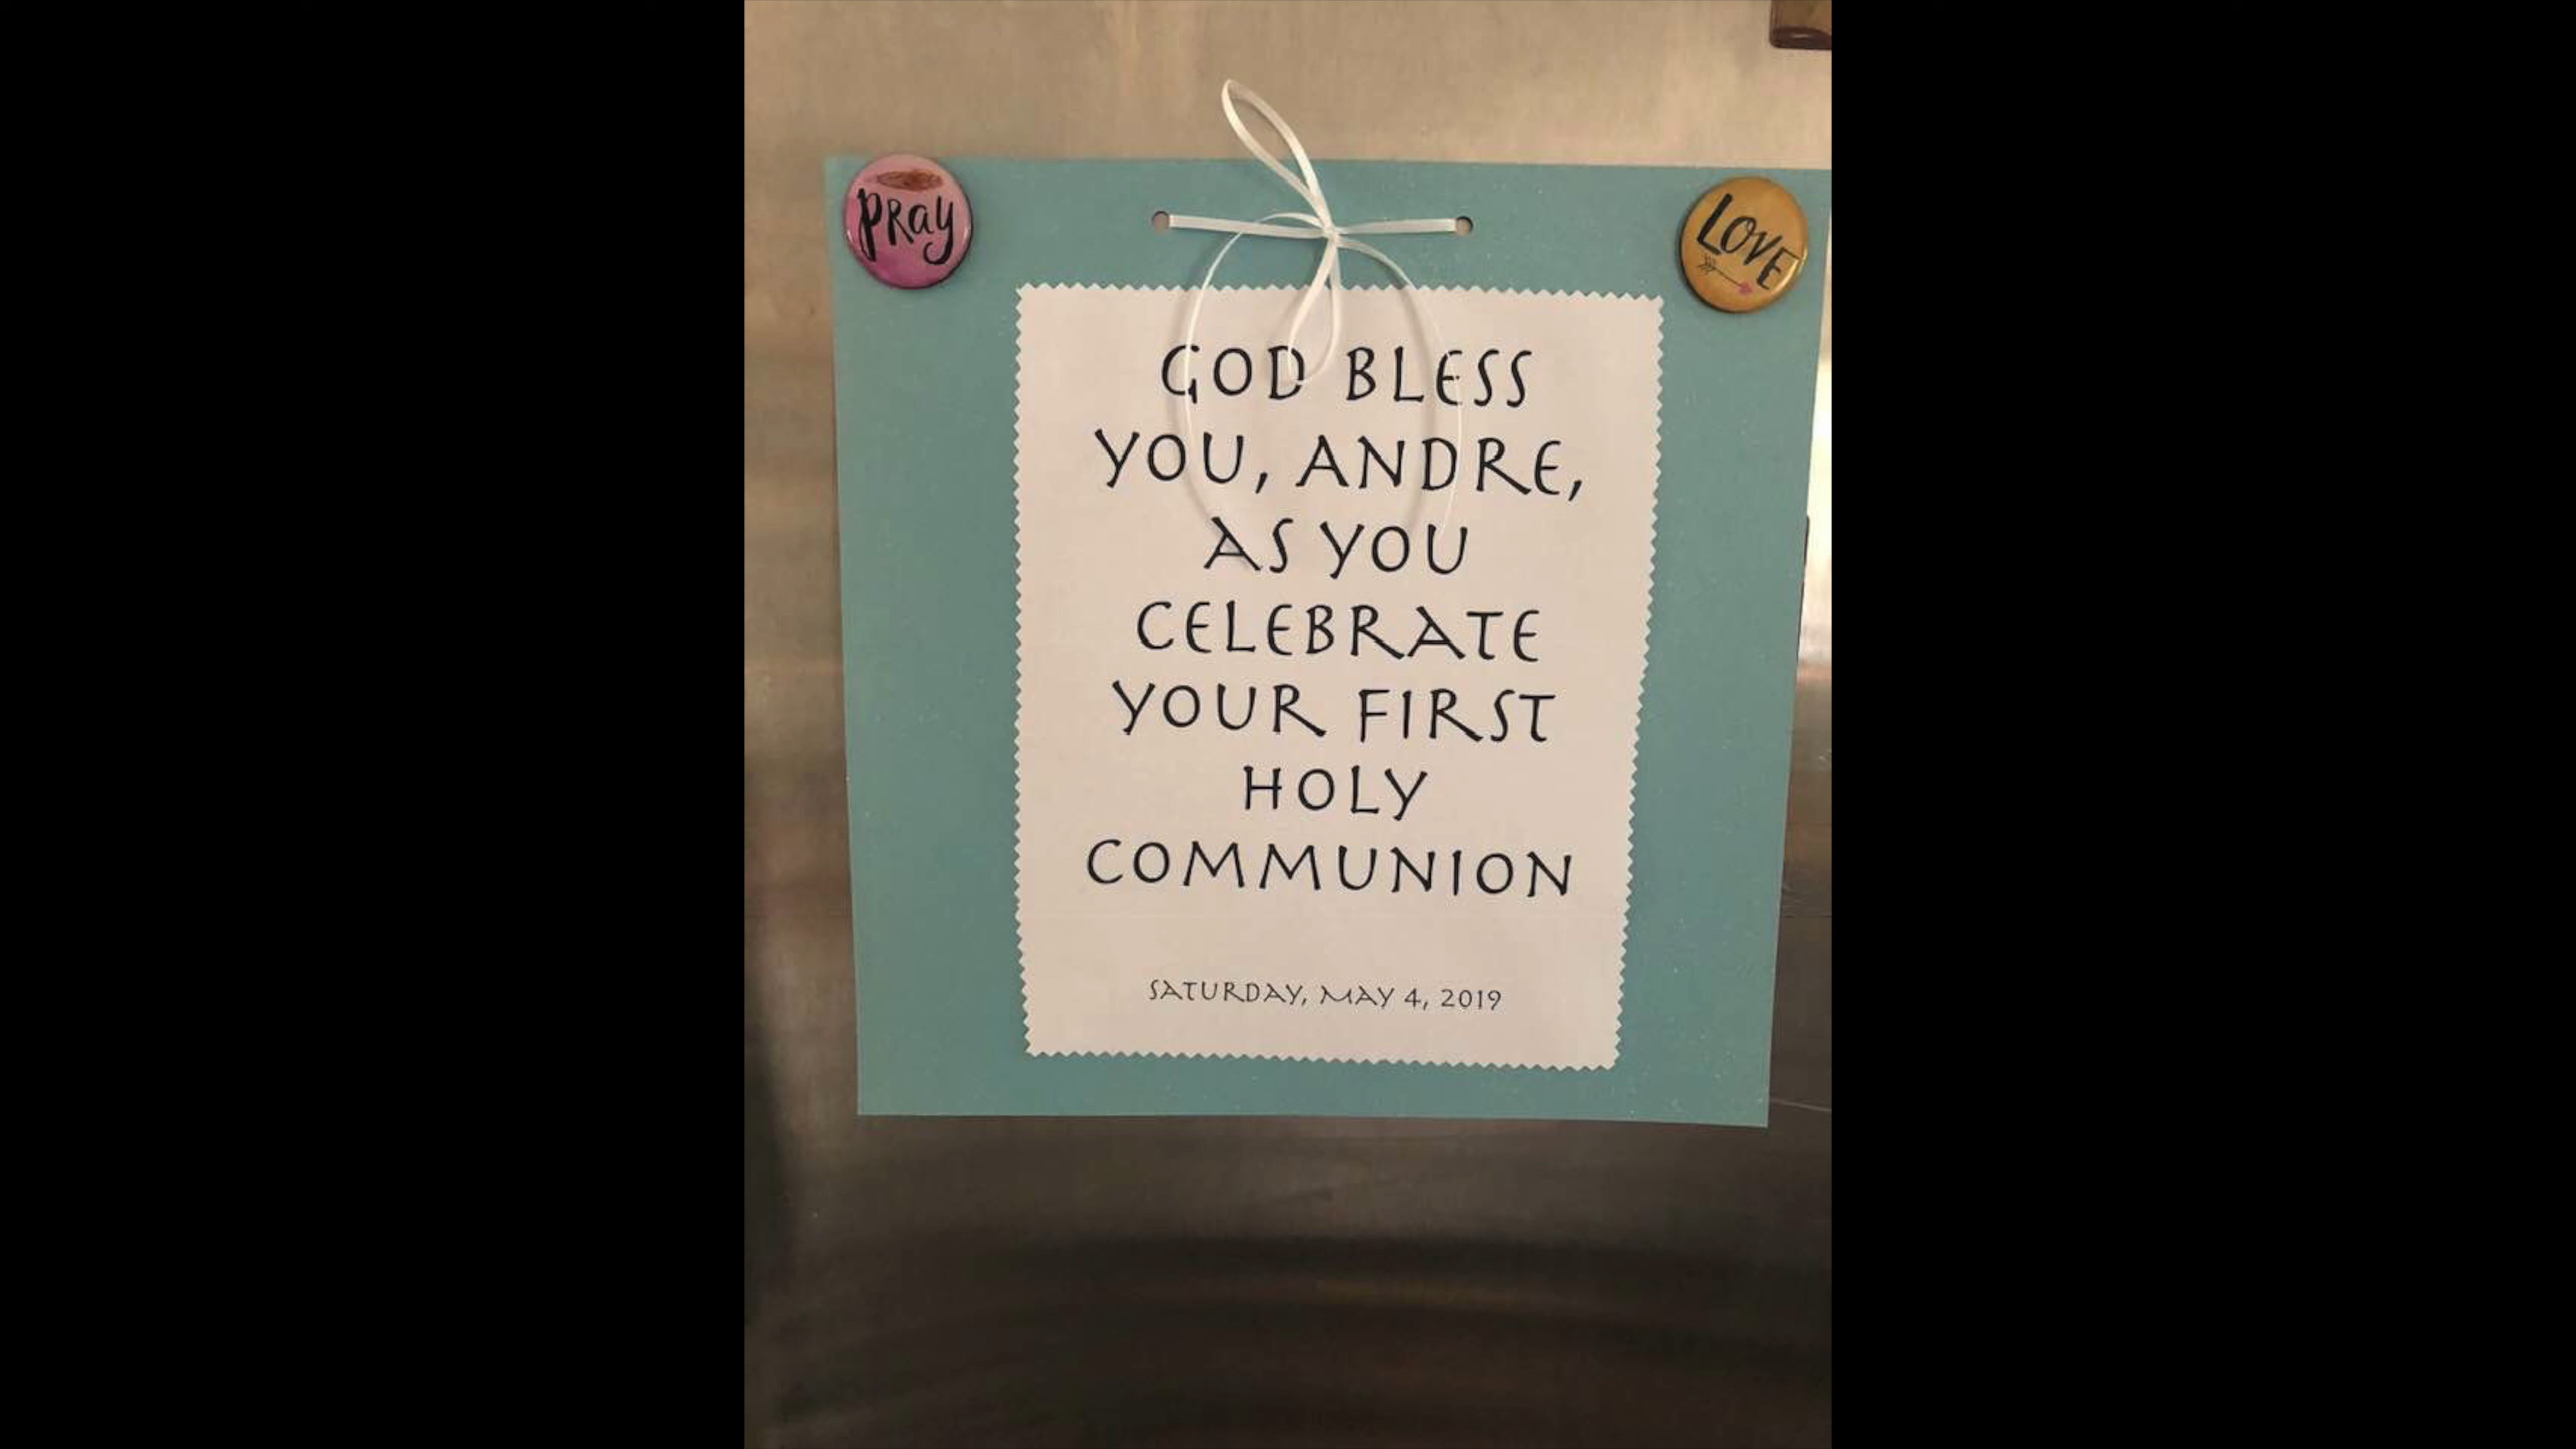 PRay
LOVE
GOD BLESS
YOU, ANDRE,
AS YOU
CELEBRATE
YOUR FIRST
HOLY
COMMUNION
SATURDAY, MAY 4, 2019